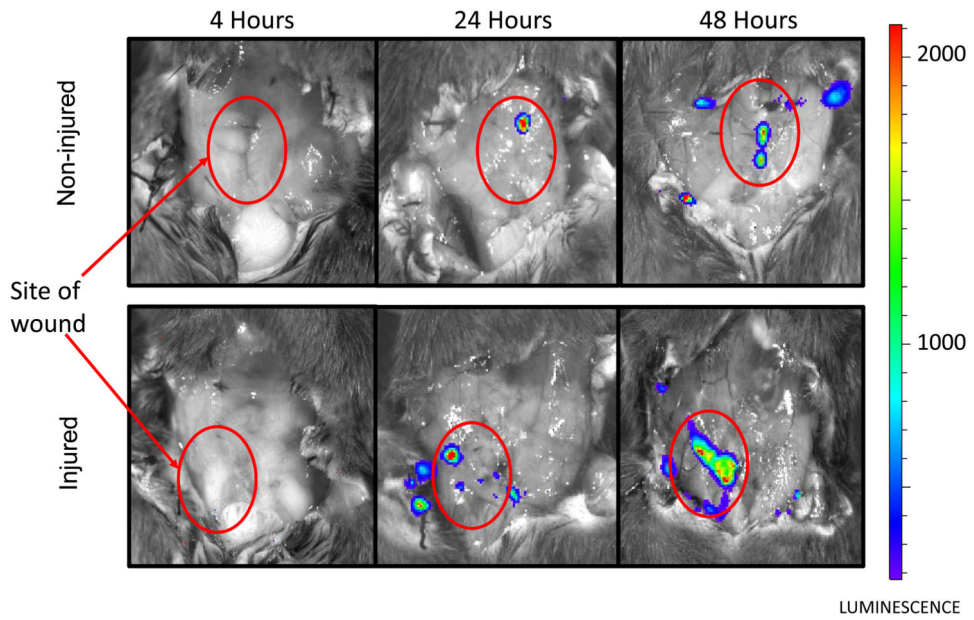 4 Hours
24 Hours
48 Hours
Non-injured
2000
Site of
wound
1000
Injured
LUMINESCENCE